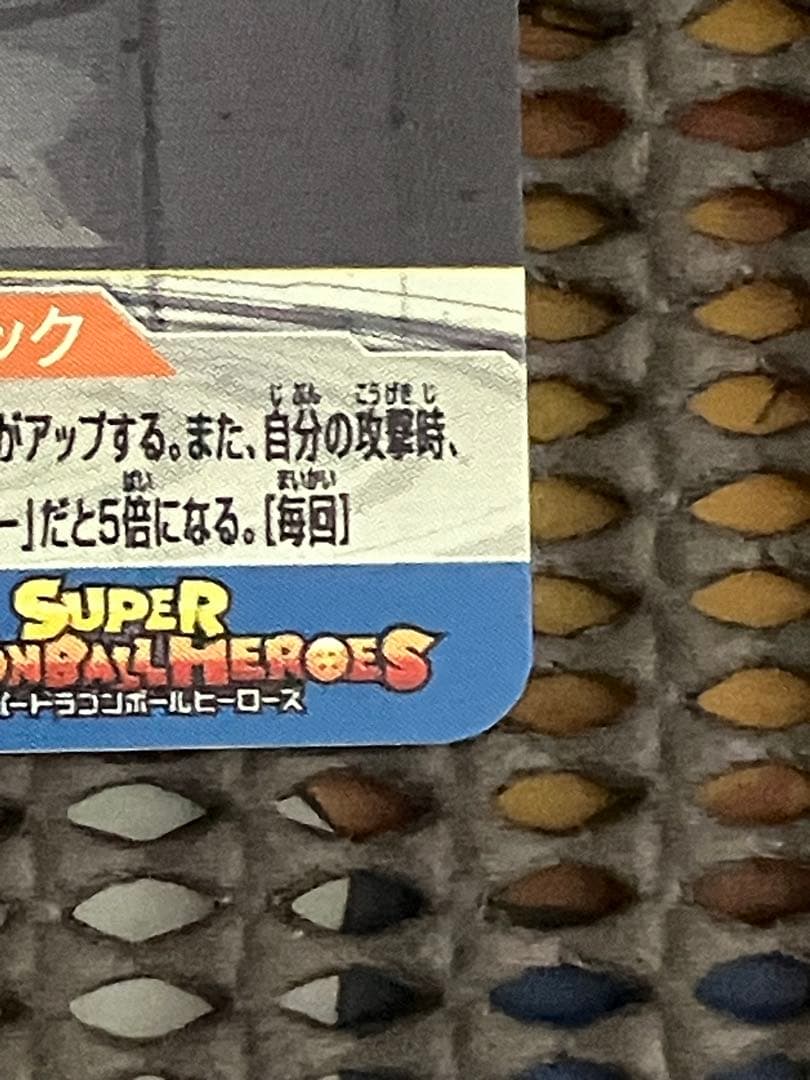 ック
がアップする。また、自分の攻撃時、
ー」だと5倍になる。[毎回]
SUPER
ONBALL HEROES
パードラゴンボールヒーローズ